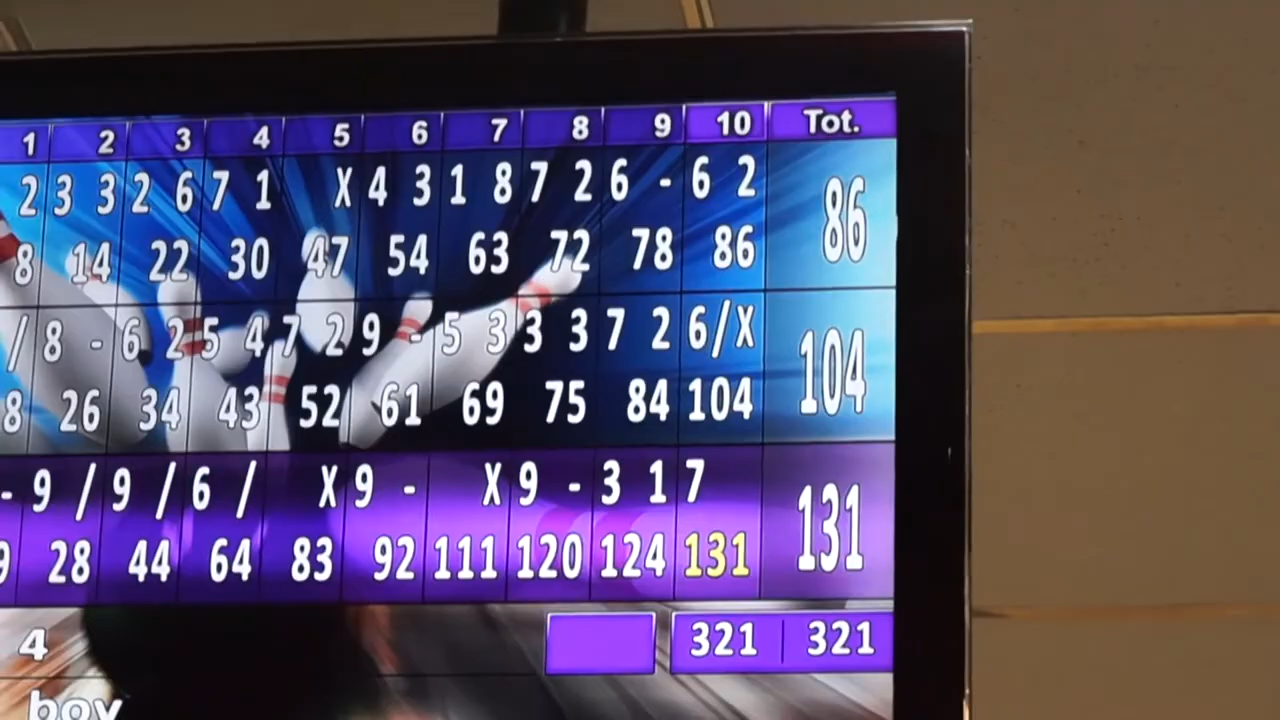 1 2 3 4 5 6 7 8 9 10 Tot.
2 3 3 2 6 7 1 X 4 3 1 8 7 2 6 - 6 2 86
8 14 22 30 47 54 63 72 78 86
/ 8 - 6 2 5 4 7 2 9 - 5 3 3 3 7 2 6 / X 104
8 26 34 43 52 61 69 75 84 104
- 9 / 9 / 6 / X 9 - X 9 - 3 1 7 131
9 28 44 64 83 92 111 120 124 131
4 321 321
boy